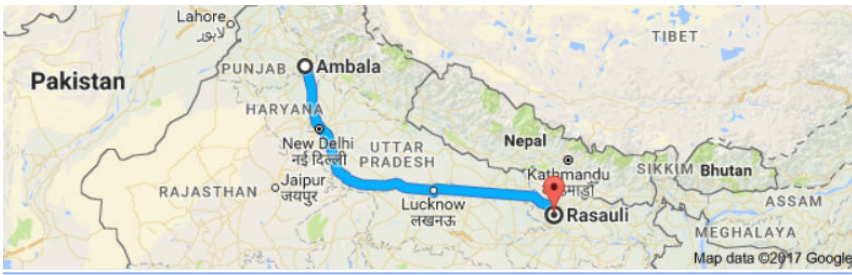 Lahore
لاہور
TIBET
PUNJAB
Ambala
Pakistan
HARYANA
New Delhi
नई दिल्ली
UTTAR
PRADESH
Nepal
Kathmandu
SIKKIM
Bhutan
RAJASTHAN
Jaipur
जयपुर
Lucknow
लखनऊ
Rasauli
ASSAM
MEGHALAYA
Map data ©2017 Google